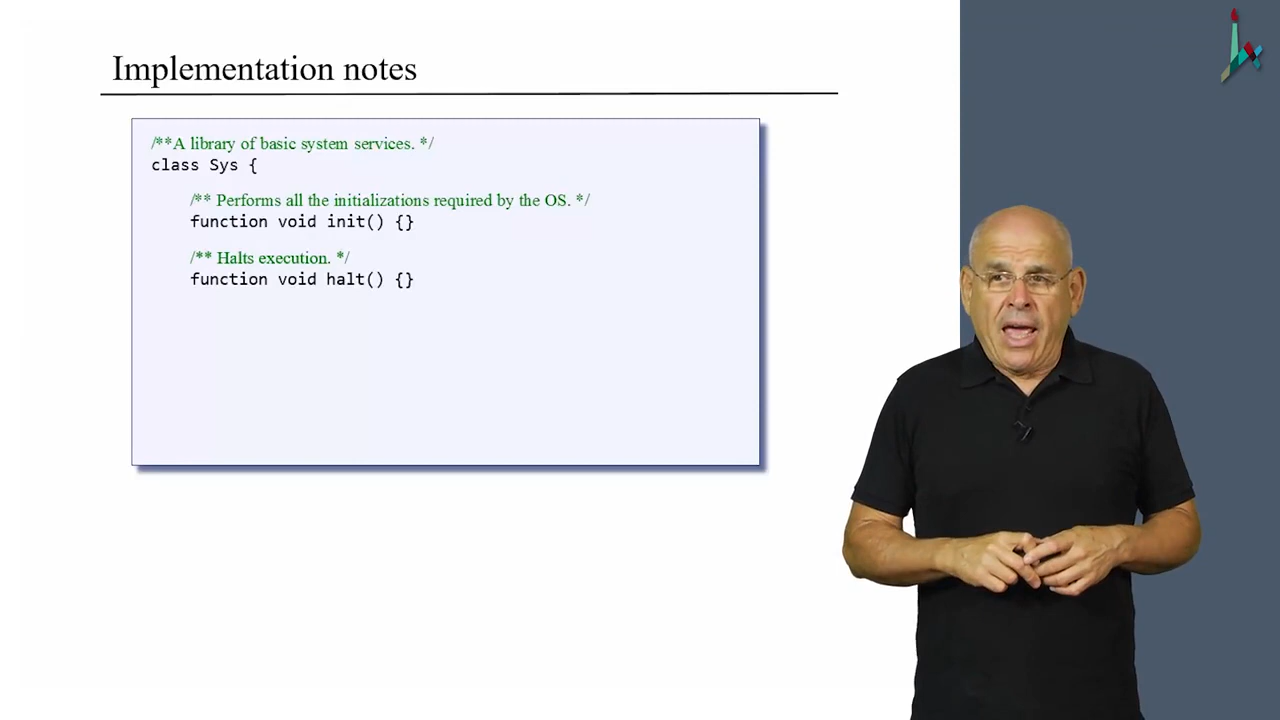 Implementation notes
/**A library of basic system services. */
class Sys {
/** Performs all the initializations required by the OS. */
function void init() {}
/** Halts execution. */
function void halt() {}